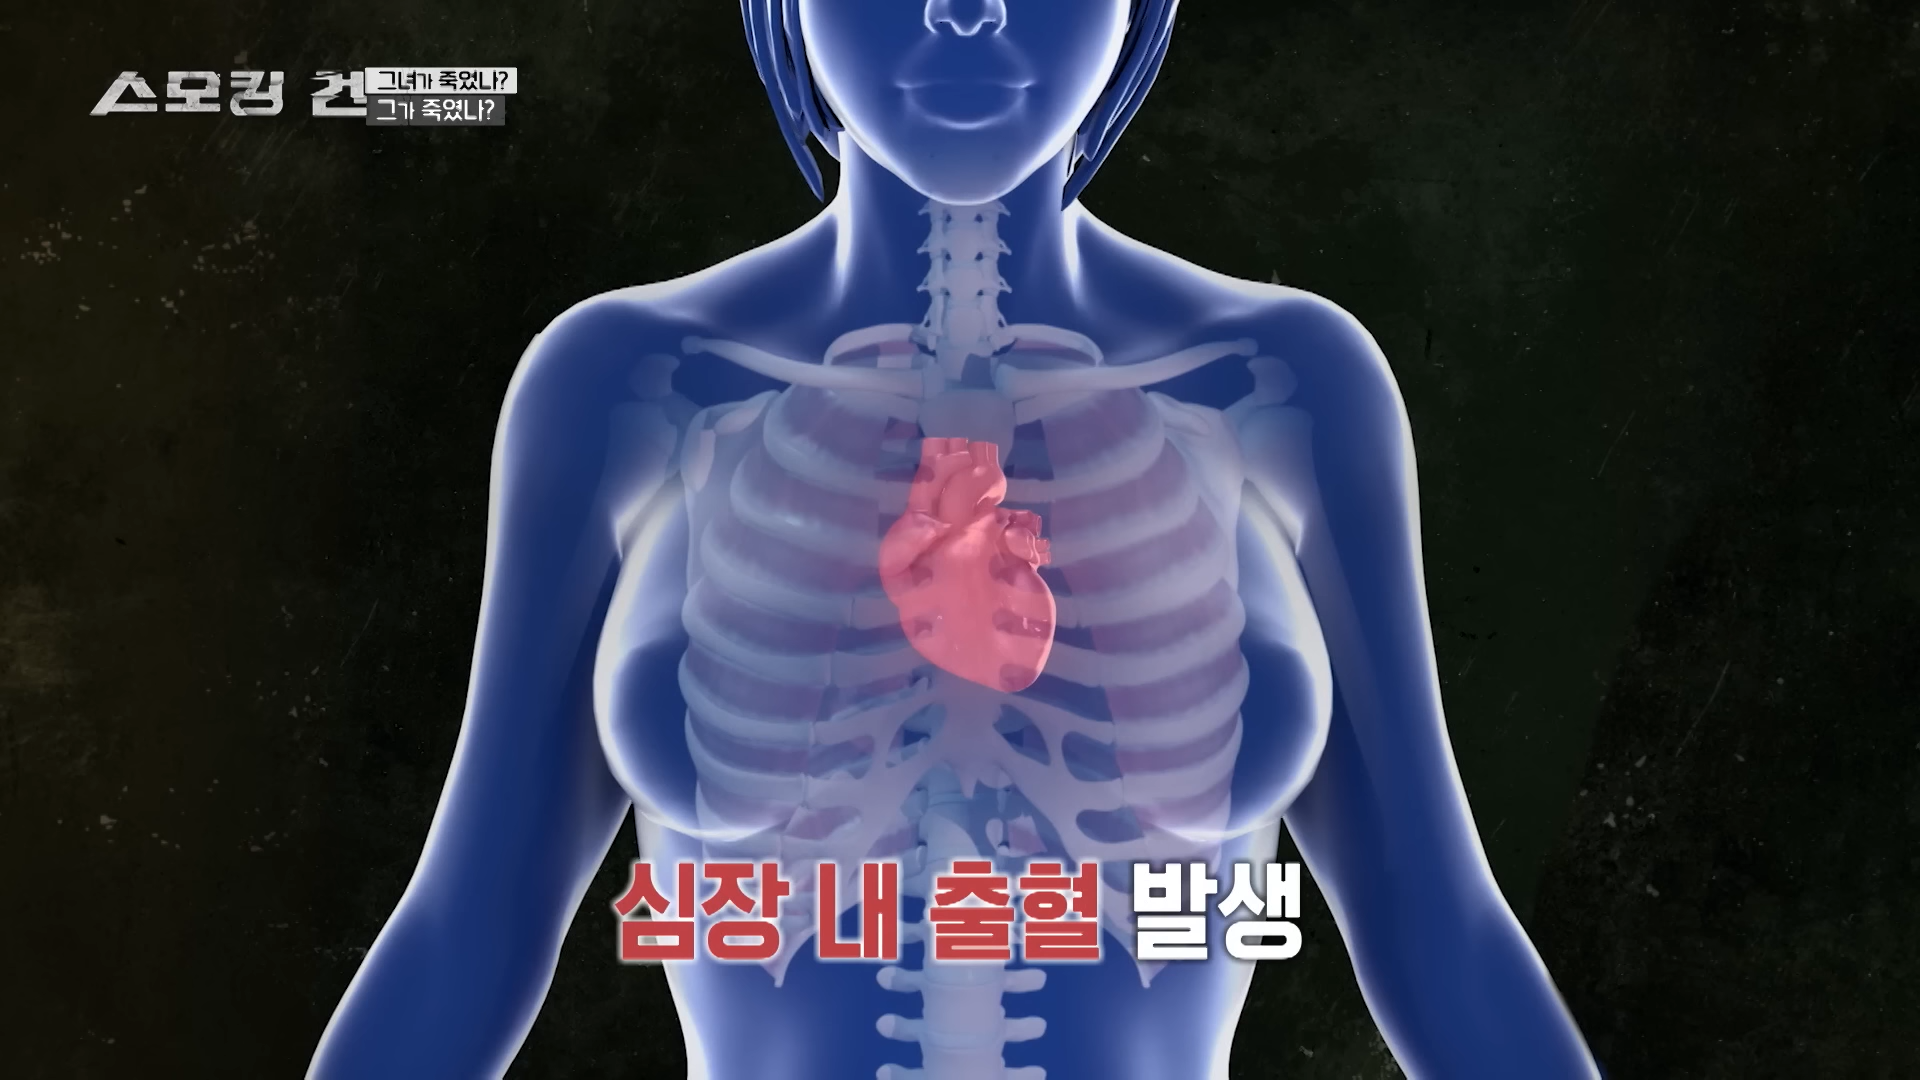 스모킹 건
그녀가 죽였나?
그가 죽였나?
심장 내 출혈 발생